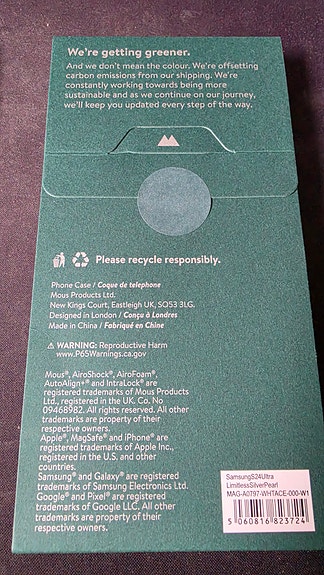 We're getting greener.
And we don't mean the colour. We're offsetting
carbon emissions from our shipping. We're
constantly working towards being more
sustainable and as we continue on our journey,
we'll keep you updated every step of the way.
Please recycle responsibly.
Phone Case / Coque de telephone
Mous Products Ltd.
New Kings Court, Eastleigh UK, SO53 3LG.
Designed in London / Conçu à Londres
Made in China / Fabriqué en Chine
⚠ WARNING: Reproductive Harm
www.P65Warnings.ca.gov
Mous®, AiroShock®, AiroFoam®,
AutoAlign+® and IntraLock® are
registered trademarks of Mous Products
Ltd., registered in the UK. Co. No
09468982. All rights reserved. All other
trademarks are property of their
respective owners.
Apple®, MagSafe® and iPhone® are
registered trademarks of Apple Inc.,
registered in the U.S. and other
countries.
Samsung® and Galaxy® are registered
trademarks of Samsung Electronics Ltd.
Google® and Pixel® are registered
trademarks of Google LLC. All other
trademarks are property of their
respective owners.
SamsungS24Ultra
LimitlessSilverPearl
MAG-A0797-WHTACE-000-W1
5 060816 823724